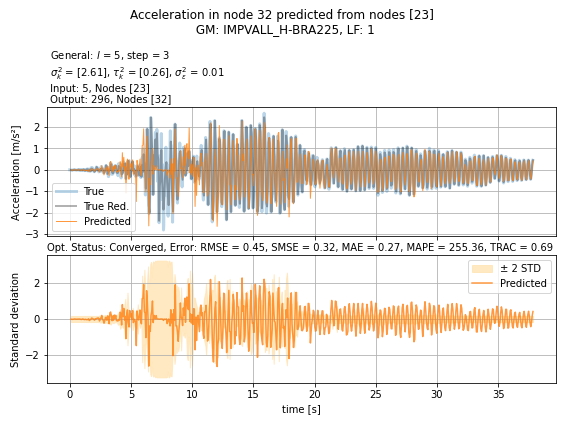 Acceleration in node 32 predicted from nodes [23]
GM: IMPVALL_H-BRA225, LF: 1
General: l = 5, step = 3
σ²ₖ = [2.61], τ²ₖ = [0.26], σ²ₑ = 0.01
Input: 5, Nodes [23]
Output: 296, Nodes [32]
Acceleration [m/s²]
2
1
0
−1
−2
−3
True
True Red.
Predicted
Opt. Status: Converged, Error: RMSE = 0.45, SMSE = 0.32, MAE = 0.27, MAPE = 255.36, TRAC = 0.69
Standard deviation
2
0
−2
± 2 STD
Predicted
0 5 10 15 20 25 30 35
time [s]